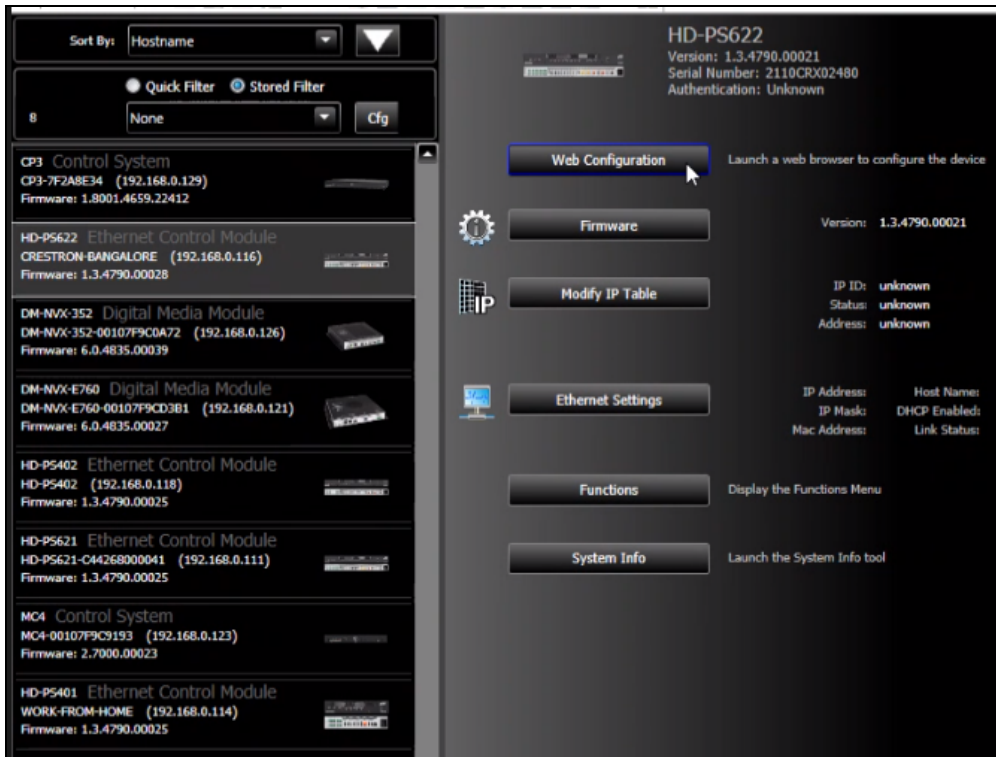 Sort By: Hostname
Quick Filter Stored Filter
8 None Cfg
CP3 Control System
CP3-7F2A8E34 (192.168.0.129)
Firmware: 1.8001.4659.22412
HD-PS622 Ethernet Control Module
CRESTRON-BANGALORE (192.168.0.116)
Firmware: 1.3.4790.00028
DM-NVX-352 Digital Media Module
DM-NVX-352-00107F9C0A72 (192.168.0.126)
Firmware: 6.0.4835.00039
DM-NVX-E760 Digital Media Module
DM-NVX-E760-00107F9CD3B1 (192.168.0.121)
Firmware: 6.0.4835.00027
HD-PS402 Ethernet Control Module
HD-PS402 (192.168.0.118)
Firmware: 1.3.4790.00025
HD-PS621 Ethernet Control Module
HD-PS621-C44268000041 (192.168.0.111)
Firmware: 1.3.4790.00025
MC4 Control System
MC4-00107F9C9193 (192.168.0.123)
Firmware: 2.7000.00023
HD-PS401 Ethernet Control Module
WORK-FROM-HOME (192.168.0.114)
Firmware: 1.3.4790.00025
HD-PS622
Version: 1.3.4790.00021
Serial Number: 2110CRX02480
Authentication: Unknown
Web Configuration Launch a web browser to configure the device
Firmware Version: 1.3.4790.00021
IP Modify IP Table IP ID: unknown
Status: unknown
Address: unknown
Ethernet Settings IP Address: Host Name:
IP Mask: DHCP Enabled:
Mac Address: Link Status:
Functions Display the Functions Menu
System Info Launch the System Info tool